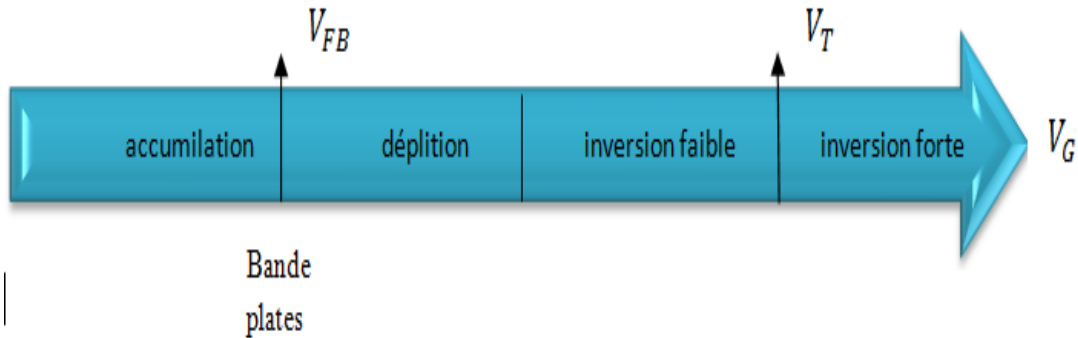 V_FB V_T
accumilation déplition inversion faible inversion forte V_G
Bande
plates